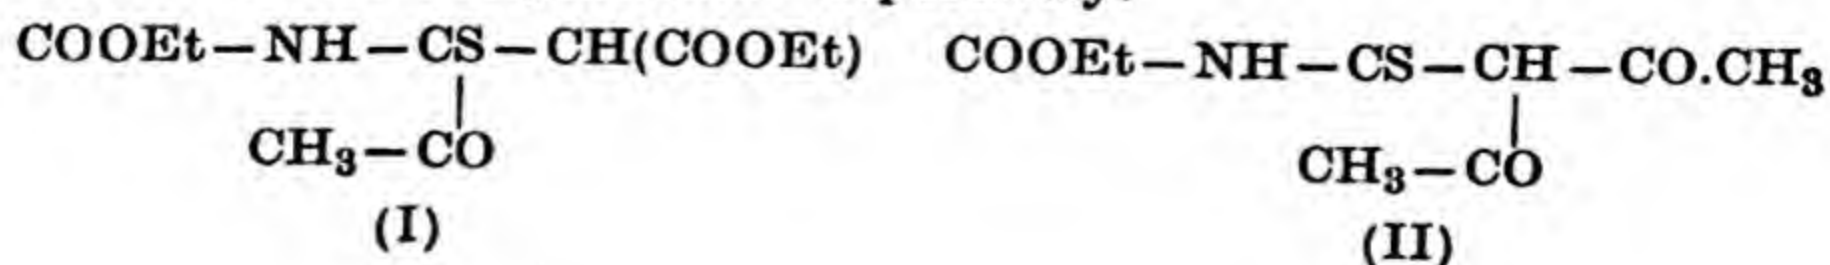 COOEt—NH—CS—CH(COOEt) COOEt—NH—CS—CH—CO.CH₃
CH₃—CO CH₃—CO
(I) (II)